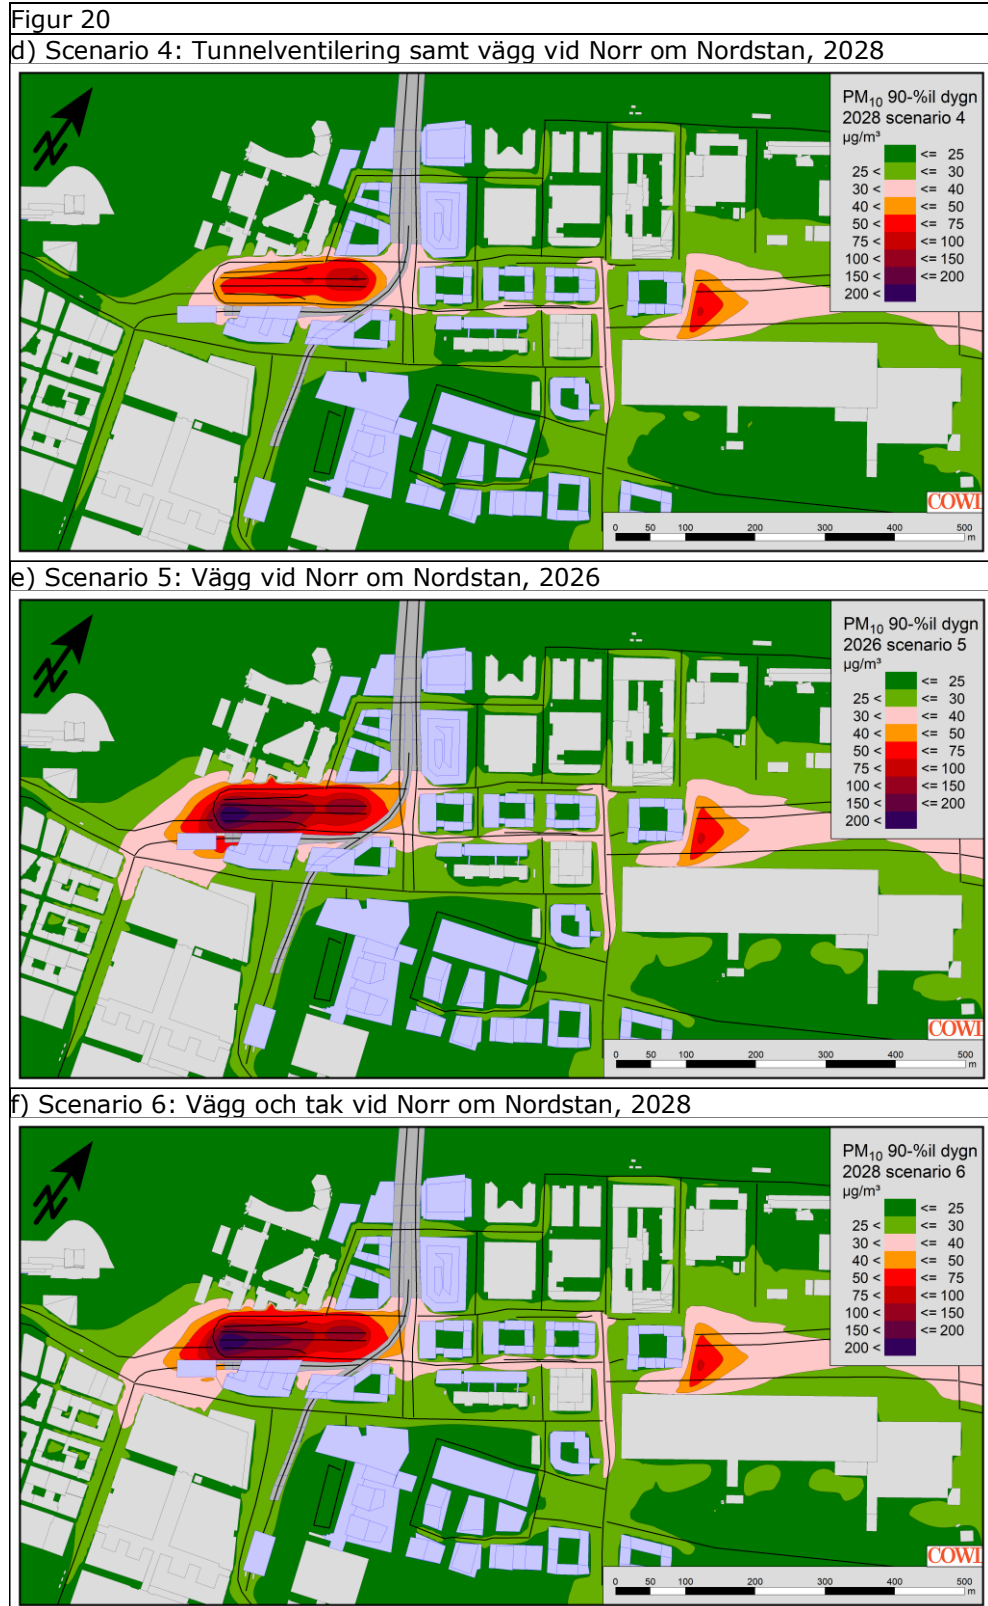 Figur 20
d) Scenario 4: Tunnelventilering samt vägg vid Norr om Nordstan, 2028
PM10 90-%il dygn
2028 scenario 4
µg/m³
<= 25
25 < <= 30
30 < <= 40
40 < <= 50
50 < <= 75
75 < <= 100
100 < <= 150
150 < <= 200
200 <
COWI
0 50 100 200 300 400 500
m
e) Scenario 5: Vägg vid Norr om Nordstan, 2026
PM10 90-%il dygn
2026 scenario 5
µg/m³
<= 25
25 < <= 30
30 < <= 40
40 < <= 50
50 < <= 75
75 < <= 100
100 < <= 150
150 < <= 200
200 <
COWI
0 50 100 200 300 400 500
m
f) Scenario 6: Vägg och tak vid Norr om Nordstan, 2028
PM10 90-%il dygn
2028 scenario 6
µg/m³
<= 25
25 < <= 30
30 < <= 40
40 < <= 50
50 < <= 75
75 < <= 100
100 < <= 150
150 < <= 200
200 <
COWI
0 50 100 200 300 400 500
m